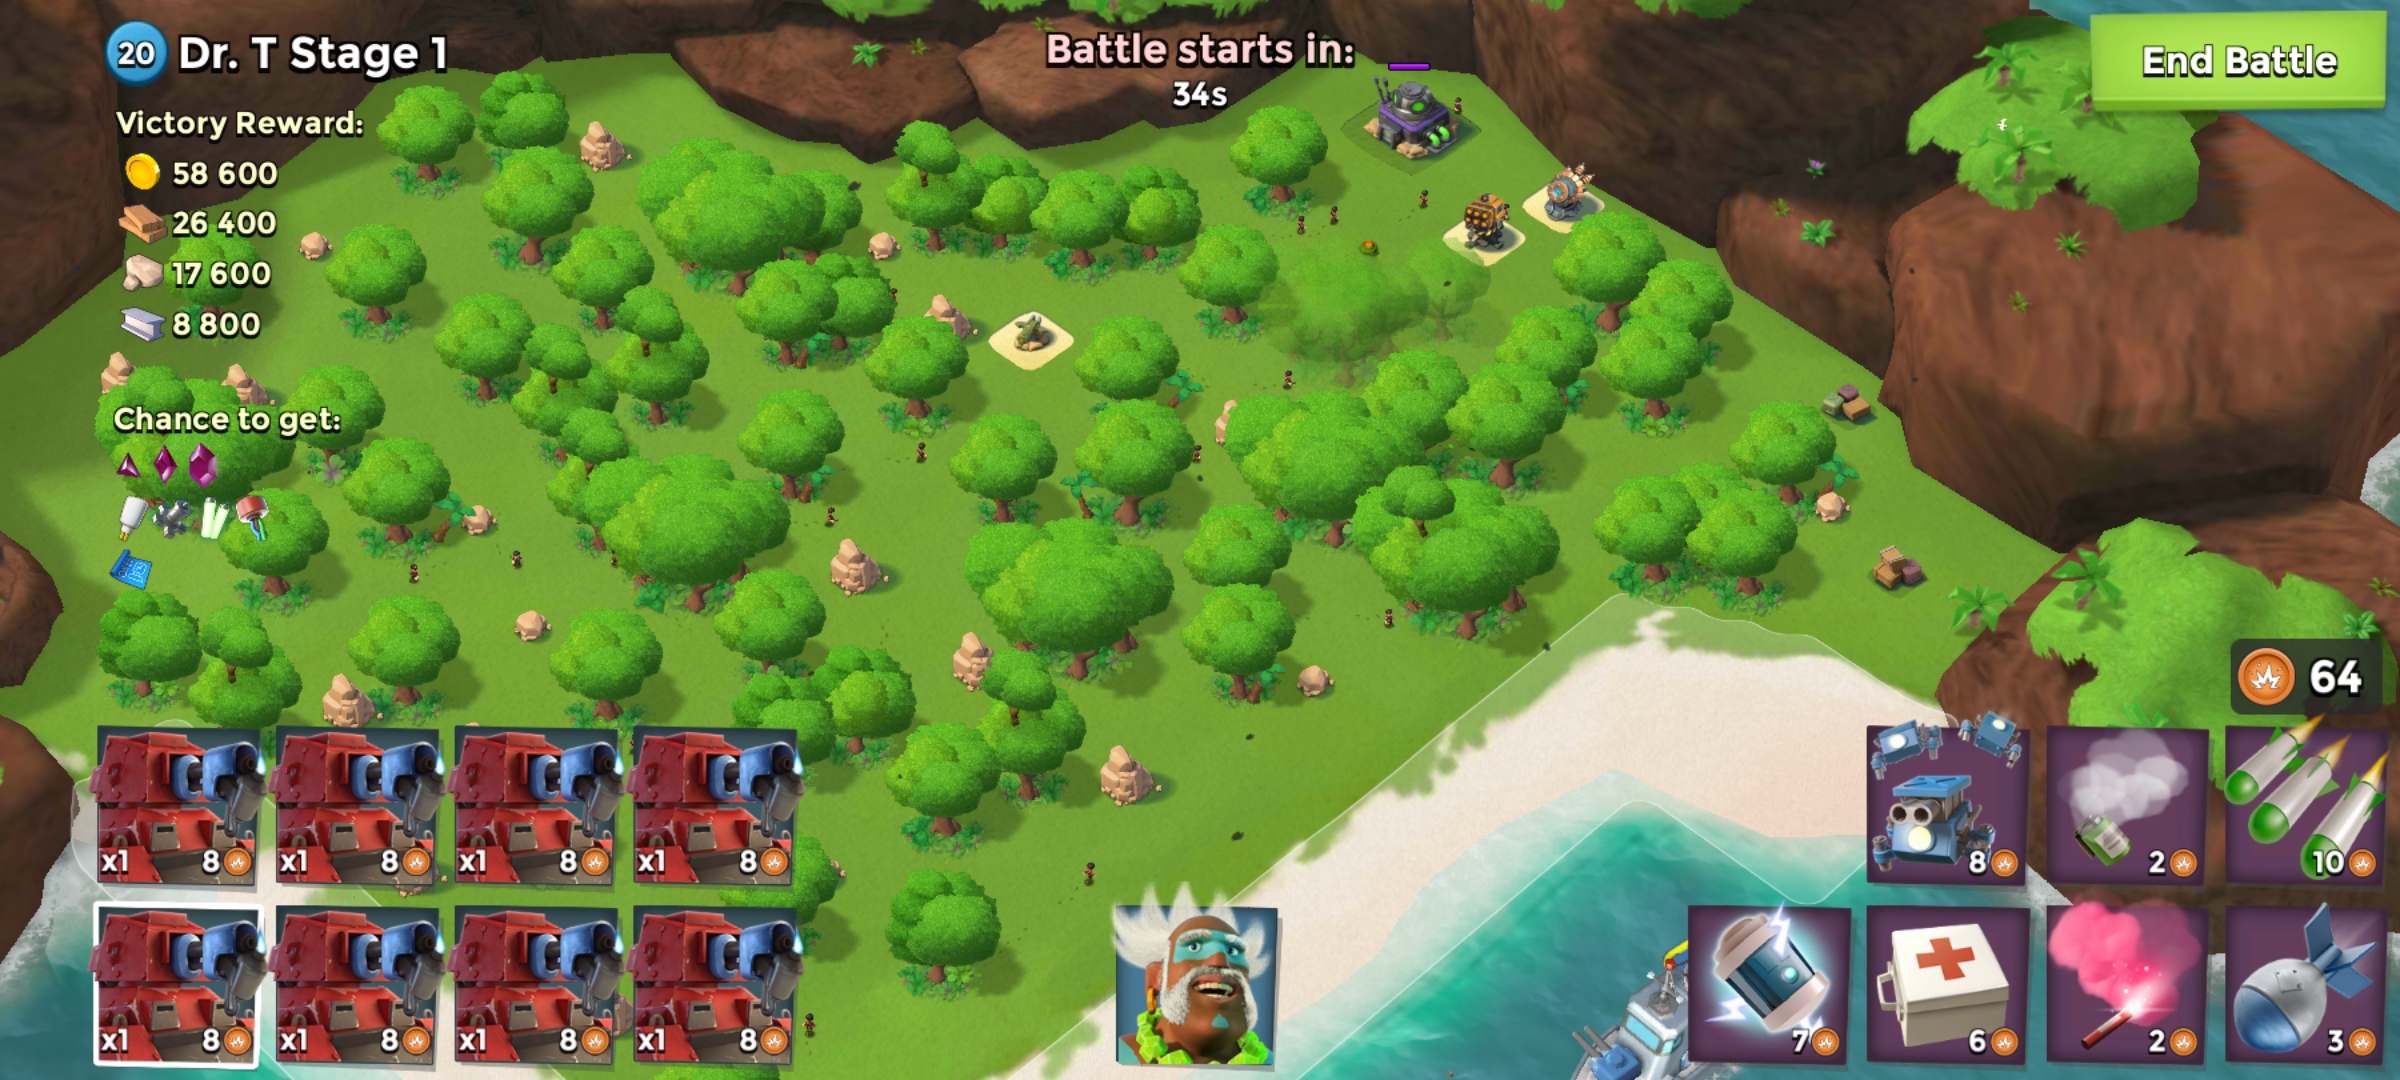 20 Dr. T Stage 1
Battle starts in:
34s
End Battle
Victory Reward:
58 600
26 400
17 600
8 800
Chance to get:
64
x1 8
x1 8
x1 8
x1 8
8
2
10
x1 8
x1 8
x1 8
x1 8
7
6
2
3